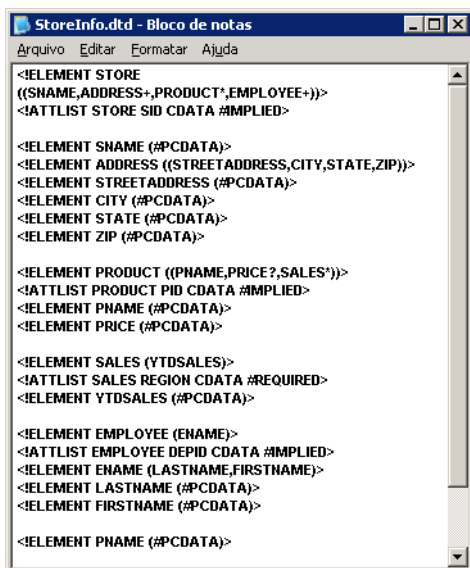 StoreInfo.dtd - Bloco de notas
Arquivo Editar Formatar Ajuda
<!ELEMENT STORE
((SNAME,ADDRESS+,PRODUCT*,EMPLOYEE+))>
<!ATTLIST STORE SID CDATA #IMPLIED>
<!ELEMENT SNAME (#PCDATA)>
<!ELEMENT ADDRESS ((STREETADDRESS,CITY,STATE,ZIP))>
<!ELEMENT STREETADDRESS (#PCDATA)>
<!ELEMENT CITY (#PCDATA)>
<!ELEMENT STATE (#PCDATA)>
<!ELEMENT ZIP (#PCDATA)>
<!ELEMENT PRODUCT ((PNAME,PRICE?,SALES*))>
<!ATTLIST PRODUCT PID CDATA #IMPLIED>
<!ELEMENT PNAME (#PCDATA)>
<!ELEMENT PRICE (#PCDATA)>
<!ELEMENT SALES (YTDSALES)>
<!ATTLIST SALES REGION CDATA #REQUIRED>
<!ELEMENT YTDSALES (#PCDATA)>
<!ELEMENT EMPLOYEE (ENAME)>
<!ATTLIST EMPLOYEE DEPID CDATA #IMPLIED>
<!ELEMENT ENAME (LASTNAME,FIRSTNAME)>
<!ELEMENT LASTNAME (#PCDATA)>
<!ELEMENT FIRSTNAME (#PCDATA)>
<!ELEMENT PNAME (#PCDATA)>